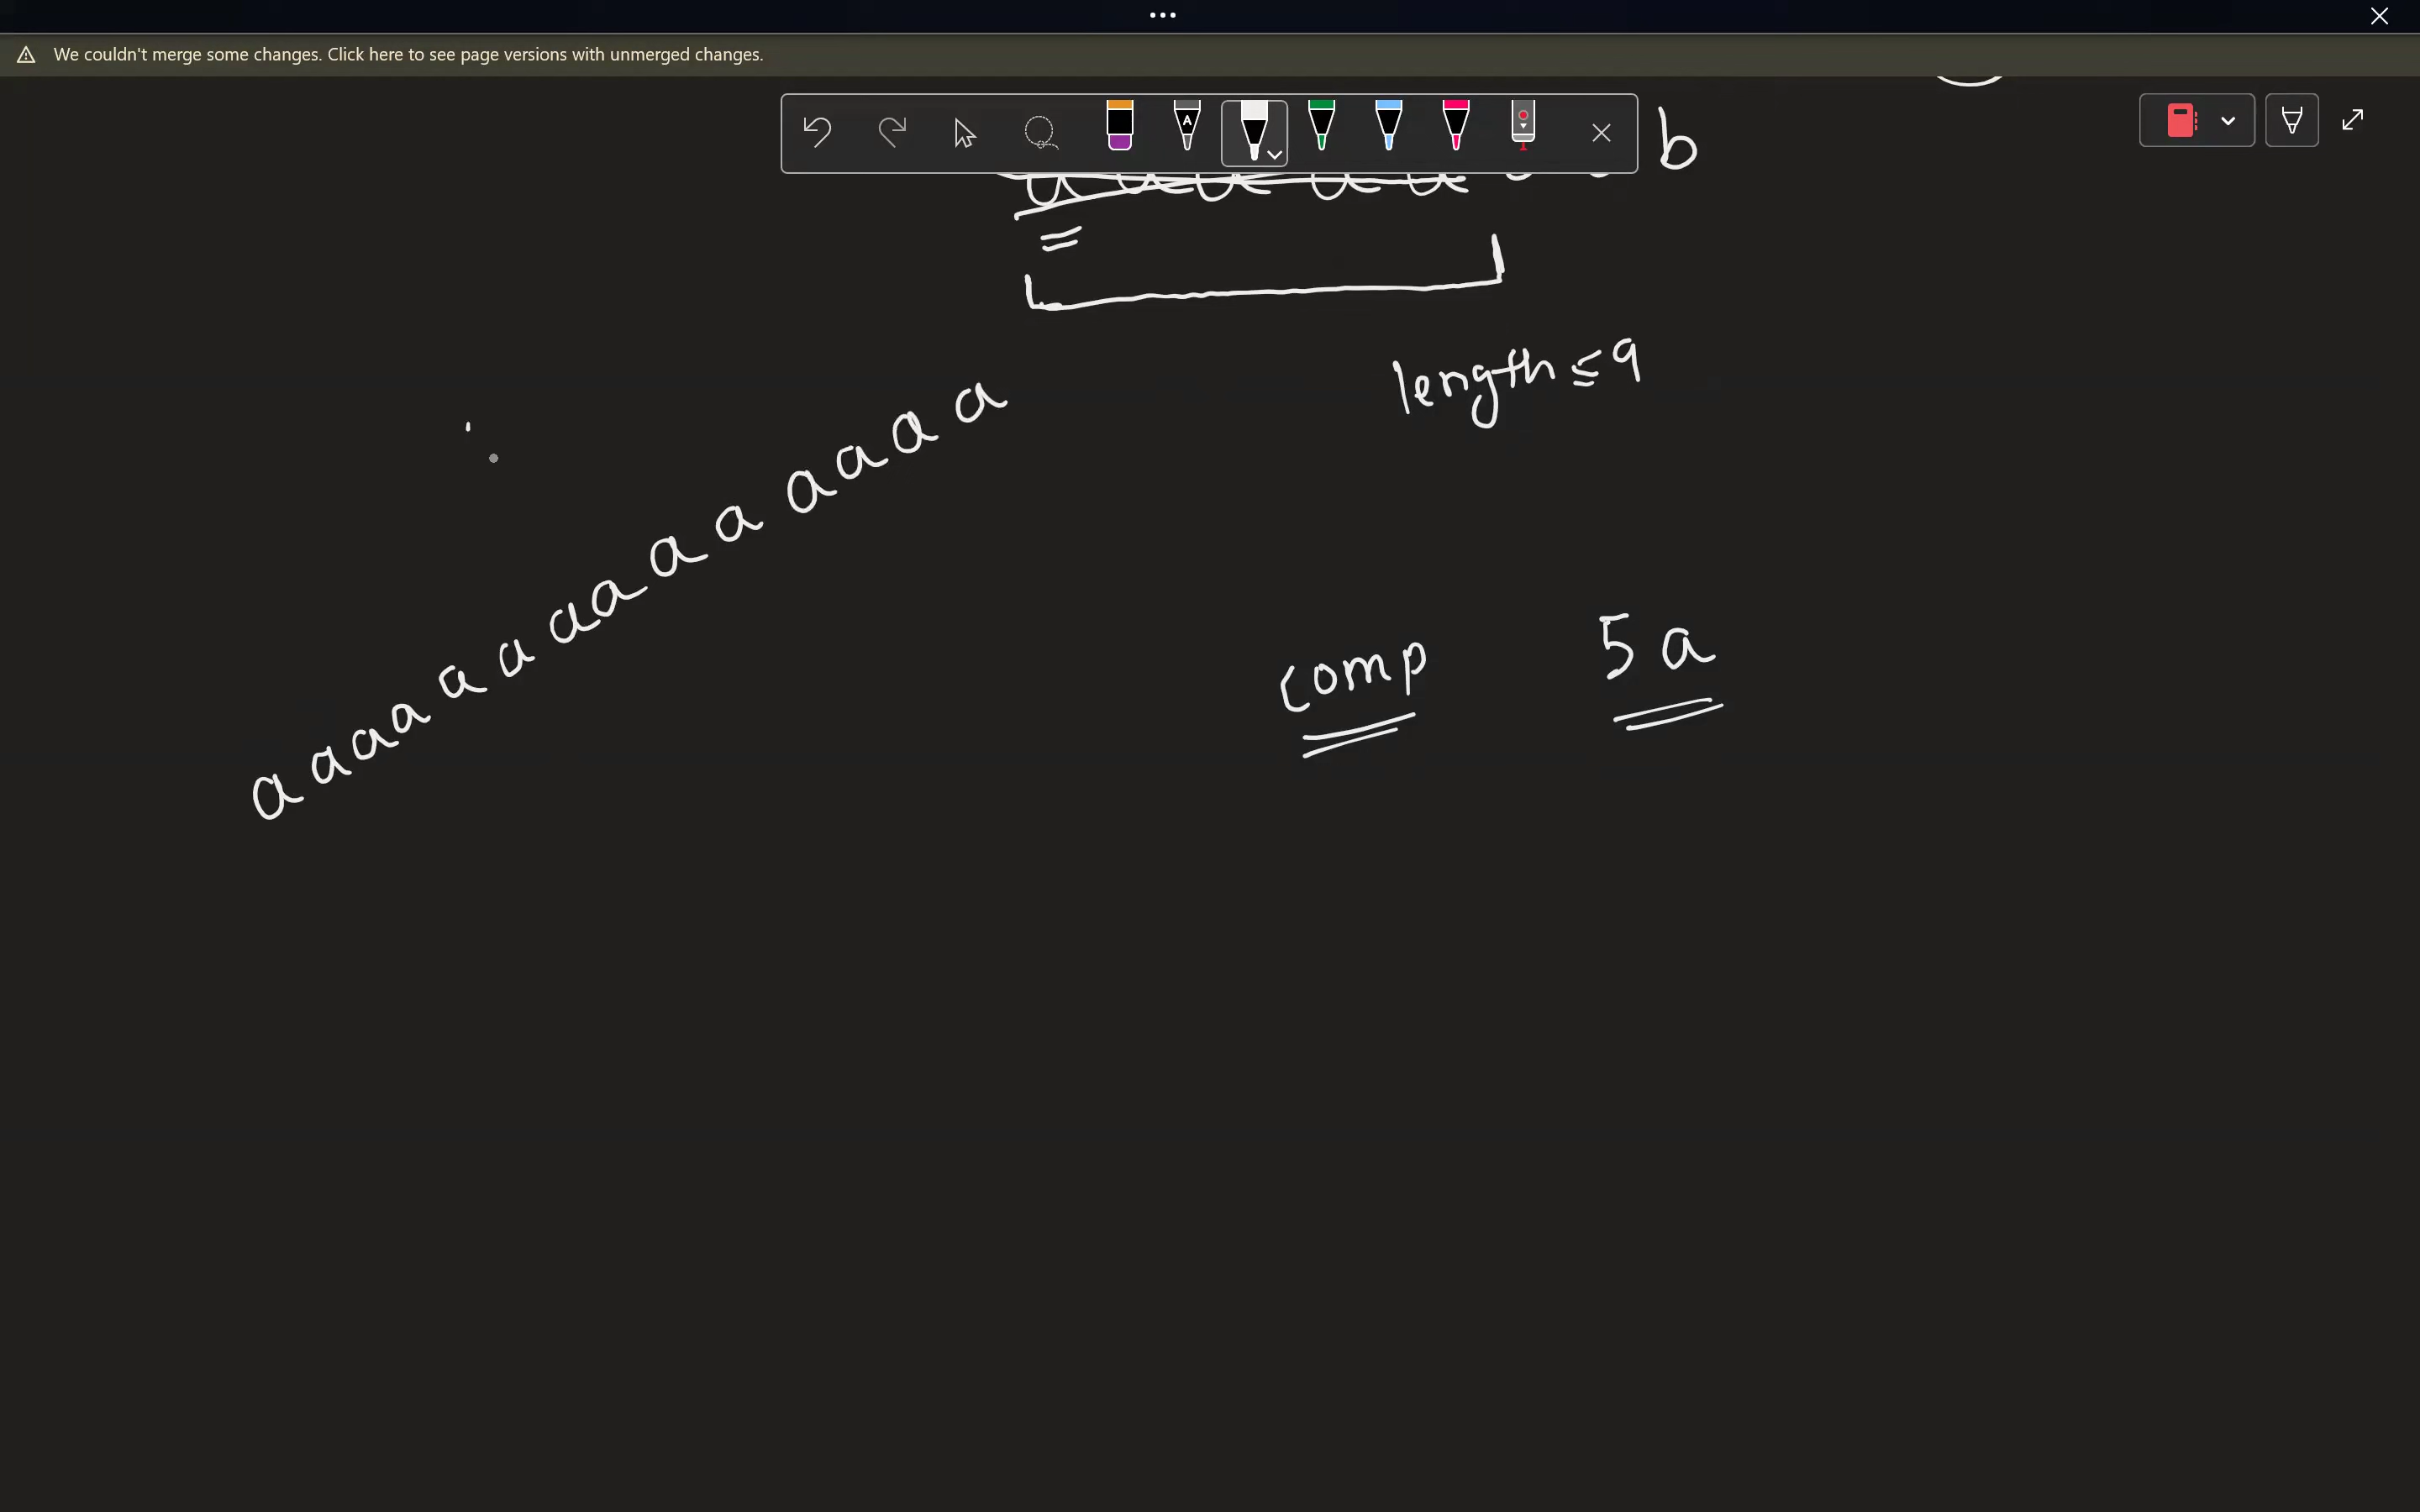 We couldn't merge some changes. Click here to see page versions with unmerged changes.
A
b
length ≤ 9
a a a a a a a a a a a a a a
comp 5 a